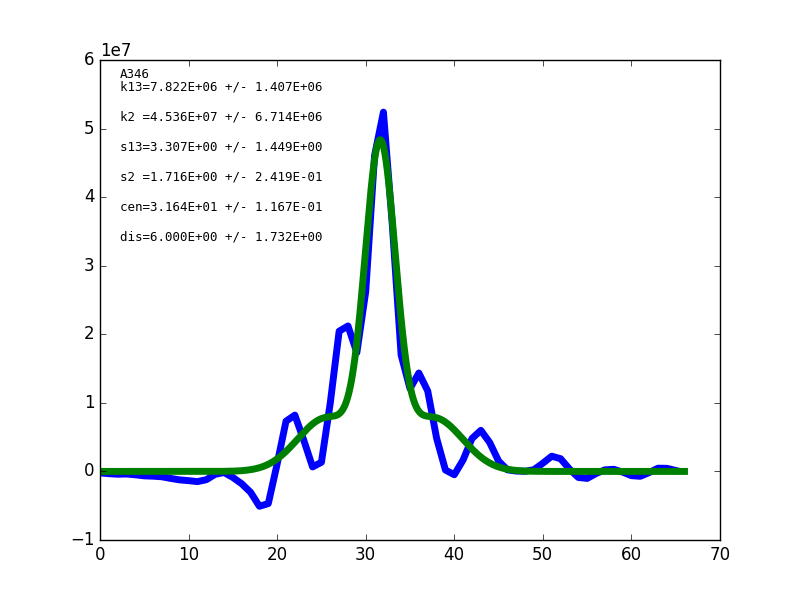 1e7
A346
k13=7.822E+06 +/- 1.407E+06
k2 =4.536E+07 +/- 6.714E+06
s13=3.307E+00 +/- 1.449E+00
s2 =1.716E+00 +/- 2.419E-01
cen=3.164E+01 +/- 1.167E-01
dis=6.000E+00 +/- 1.732E+00
6
5
4
3
2
1
0
−1
0 10 20 30 40 50 60 70